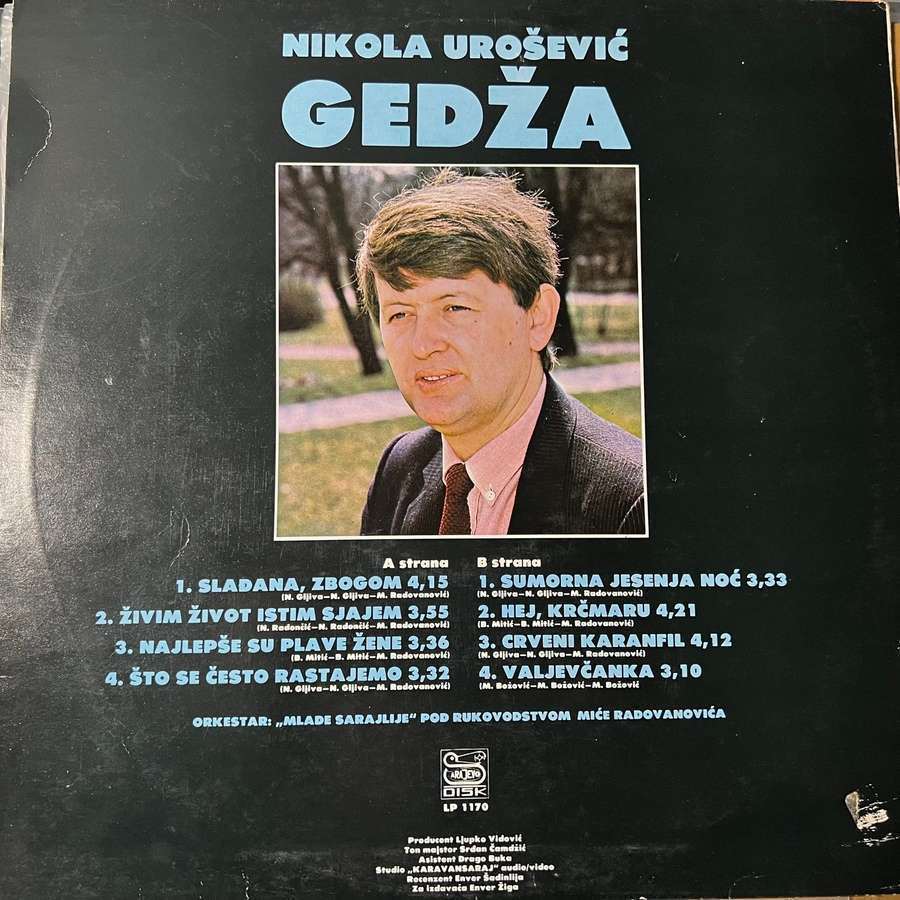 NIKOLA UROŠEVIĆ
GEDŽA
A strana
1. SLAĐANA, ZBOGOM 4,15
(N. Gljiva—N. Gljiva—M. Radovanović)
2. ŽIVIM ŽIVOT ISTIM SJAJEM 3,55
(N. Radončić—N. Radončić—M. Radovanović)
3. NAJLEPŠE SU PLAVE ŽENE 3,36
(B. Mitić—B. Mitić—M. Radovanović)
4. ŠTO SE ČESTO RASTAJEMO 3,32
(N. Gljiva—N. Gljiva—M. Radovanović)
B strana
1. SUMORNA JESENJA NOĆ 3,33
(N. Gljiva—N. Gljiva—M. Radovanović)
2. HEJ, KRČMARU 4,21
(B. Mitić—B. Mitić—M. Radovanović)
3. CRVENI KARANFIL 4,12
(N. Gljiva—N. Gljiva—M. Radovanović)
4. VALJEVČANKA 3,10
(M. Božović—M. Božović—M. Božović
ORKESTAR: „MLADE SARAJLIJE“ POD RUKOVODSTVOM MIĆE RADOVANOVIĆA
SARAJEVO
DISK
LP 1170
Producent Ljupko Vidović
Ton majstor Srđan Čamdžić
Asistent Drago Buka
Studio „KARAVANSARAJ“ audio/video
Recenzent Enver Šadinlija
Za izdavača Enver Žiga